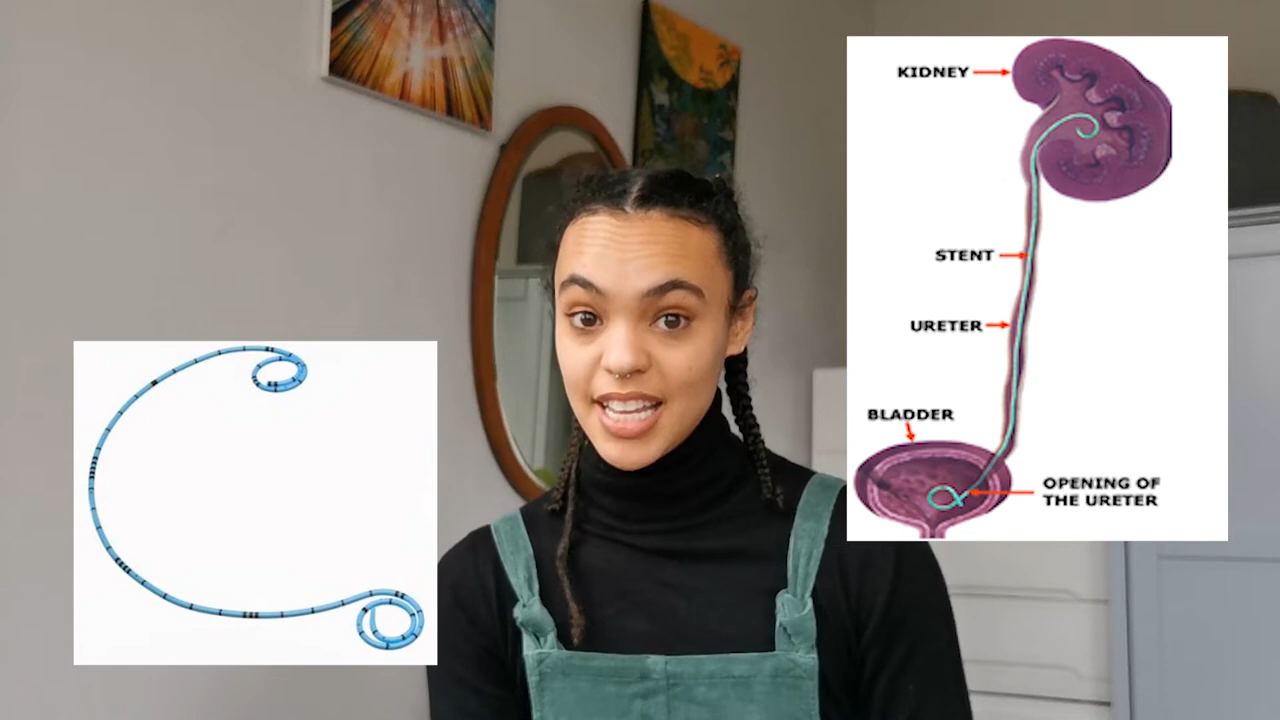 KIDNEY
STENT
URETER
BLADDER
OPENING OF
THE URETER